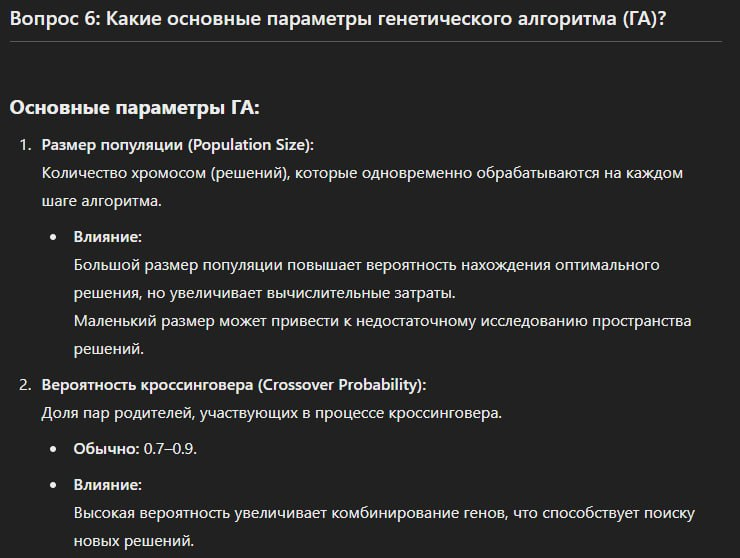 Вопрос 6: Какие основные параметры генетического алгоритма (ГА)?
Основные параметры ГА:
1. Размер популяции (Population Size):
Количество хромосом (решений), которые одновременно обрабатываются на каждом
шаге алгоритма.
• Влияние:
Большой размер популяции повышает вероятность нахождения оптимального
решения, но увеличивает вычислительные затраты.
Маленький размер может привести к недостаточному исследованию пространства
решений.
2. Вероятность кроссинговера (Crossover Probability):
Доля пар родителей, участвующих в процессе кроссинговера.
• Обычно: 0.7–0.9.
• Влияние:
Высокая вероятность увеличивает комбинирование генов, что способствует поиску
новых решений.